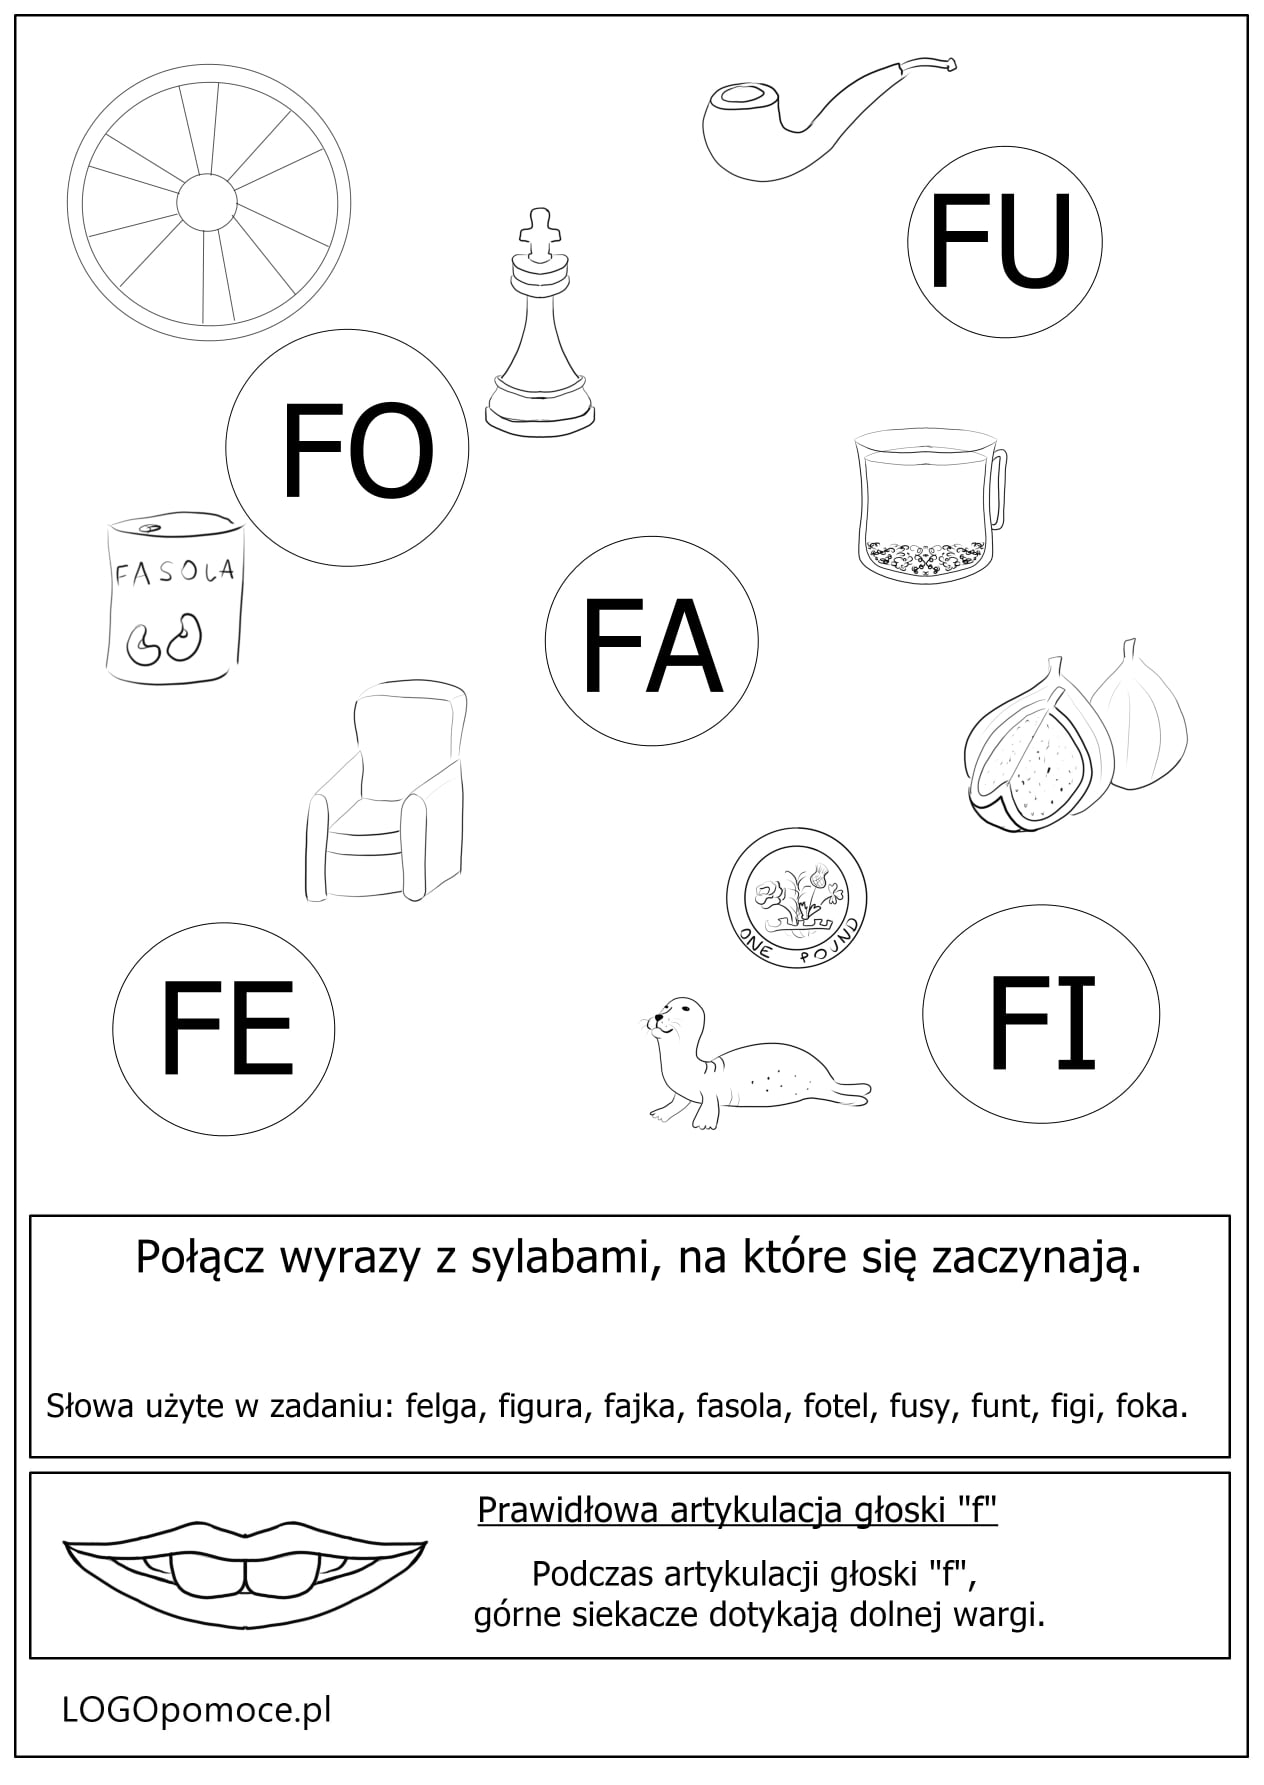 FU
FO
FASOLA
FA
ONE POUND
FE
FI
Połącz wyrazy z sylabami, na które się zaczynają.
Słowa użyte w zadaniu: felga, figura, fajka, fasola, fotel, fusy, funt, figi, foka.
Prawidłowa artykulacja głoski "f"
Podczas artykulacji głoski "f",
górne siekacze dotykają dolnej wargi.
LOGOpomoce.pl